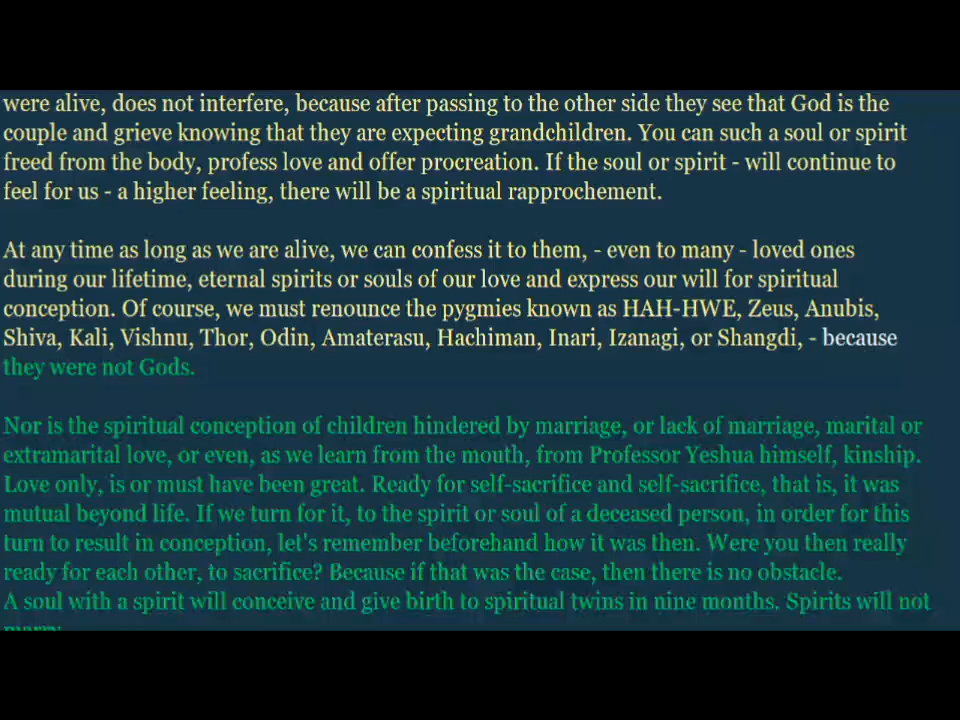 were alive, does not interfere, because after passing to the other side they see that God is the
couple and grieve knowing that they are expecting grandchildren. You can such a soul or spirit
freed from the body, profess love and offer procreation. If the soul or spirit - will continue to
feel for us - a higher feeling, there will be a spiritual rapprochement.
At any time as long as we are alive, we can confess it to them, - even to many - loved ones
during our lifetime, eternal spirits or souls of our love and express our will for spiritual
conception. Of course, we must renounce the pygmies known as HAH-HWE, Zeus, Anubis,
Shiva, Kali, Vishnu, Thor, Odin, Amaterasu, Hachiman, Inari, Izanagi, or Shangdi, - because
they were not Gods.
Nor is the spiritual conception of children hindered by marriage, or lack of marriage, marital or
extramarital love, or even, as we learn from the mouth, from Professor Yeshua himself, kinship.
Love only, is or must have been great. Ready for self-sacrifice and self-sacrifice, that is, it was
mutual beyond life. If we turn for it, to the spirit or soul of a deceased person, in order for this
turn to result in conception, let's remember beforehand how it was then. Were you then really
ready for each other, to sacrifice? Because if that was the case, then there is no obstacle.
A soul with a spirit will conceive and give birth to spiritual twins in nine months. Spirits will not
marry